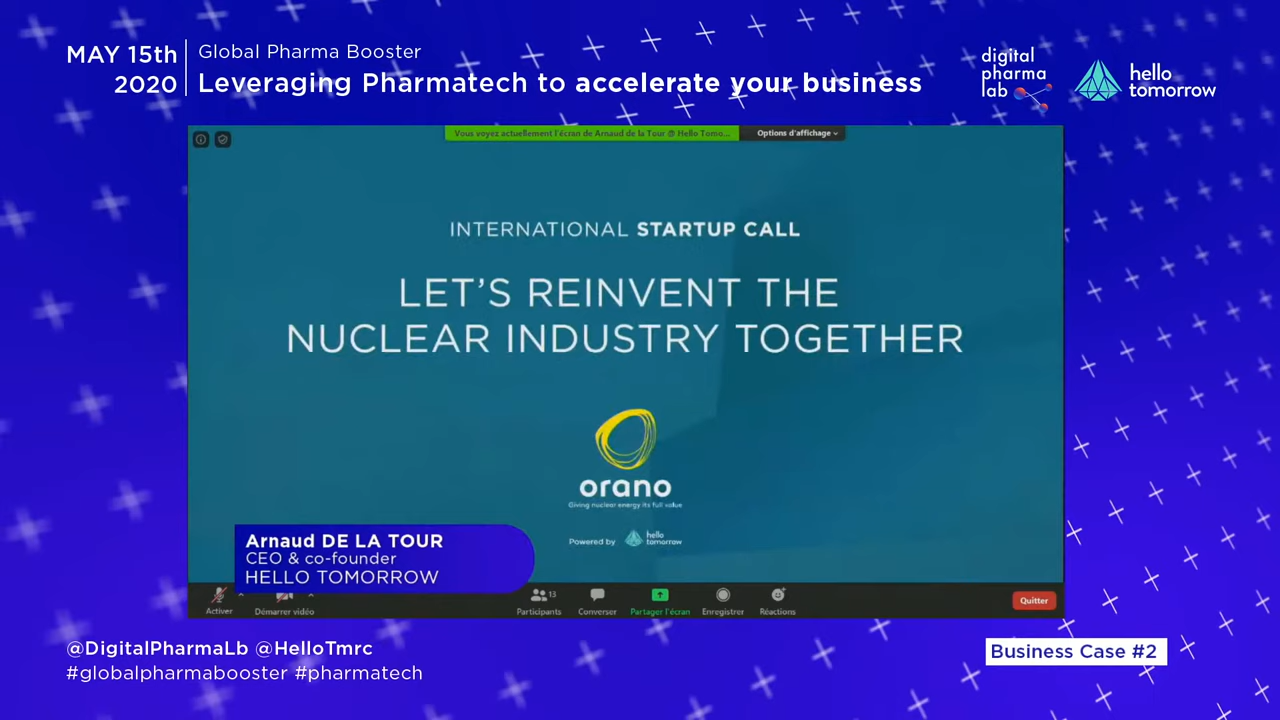 MAY 15th
2020
Global Pharma Booster
Leveraging Pharmatech to accelerate your business
digital
pharma
lab
hello
tomorrow
Vous voyez actuellement l'écran de Arnaud de la Tour @ Hello Tomo...
Options d'affichage
INTERNATIONAL STARTUP CALL
LET'S REINVENT THE
NUCLEAR INDUSTRY TOGETHER
orano
Giving nuclear energy its full value
Powered by
hello
tomorrow
Arnaud DE LA TOUR
CEO & co-founder
HELLO TOMORROW
Activer
Démarrer vidéo
13
Participants
Converser
Partager l'écran
Enregistrer
Réactions
Quitter
@DigitalPharmaLb @HelloTmrc
#globalpharmabooster #pharmatech
Business Case #2